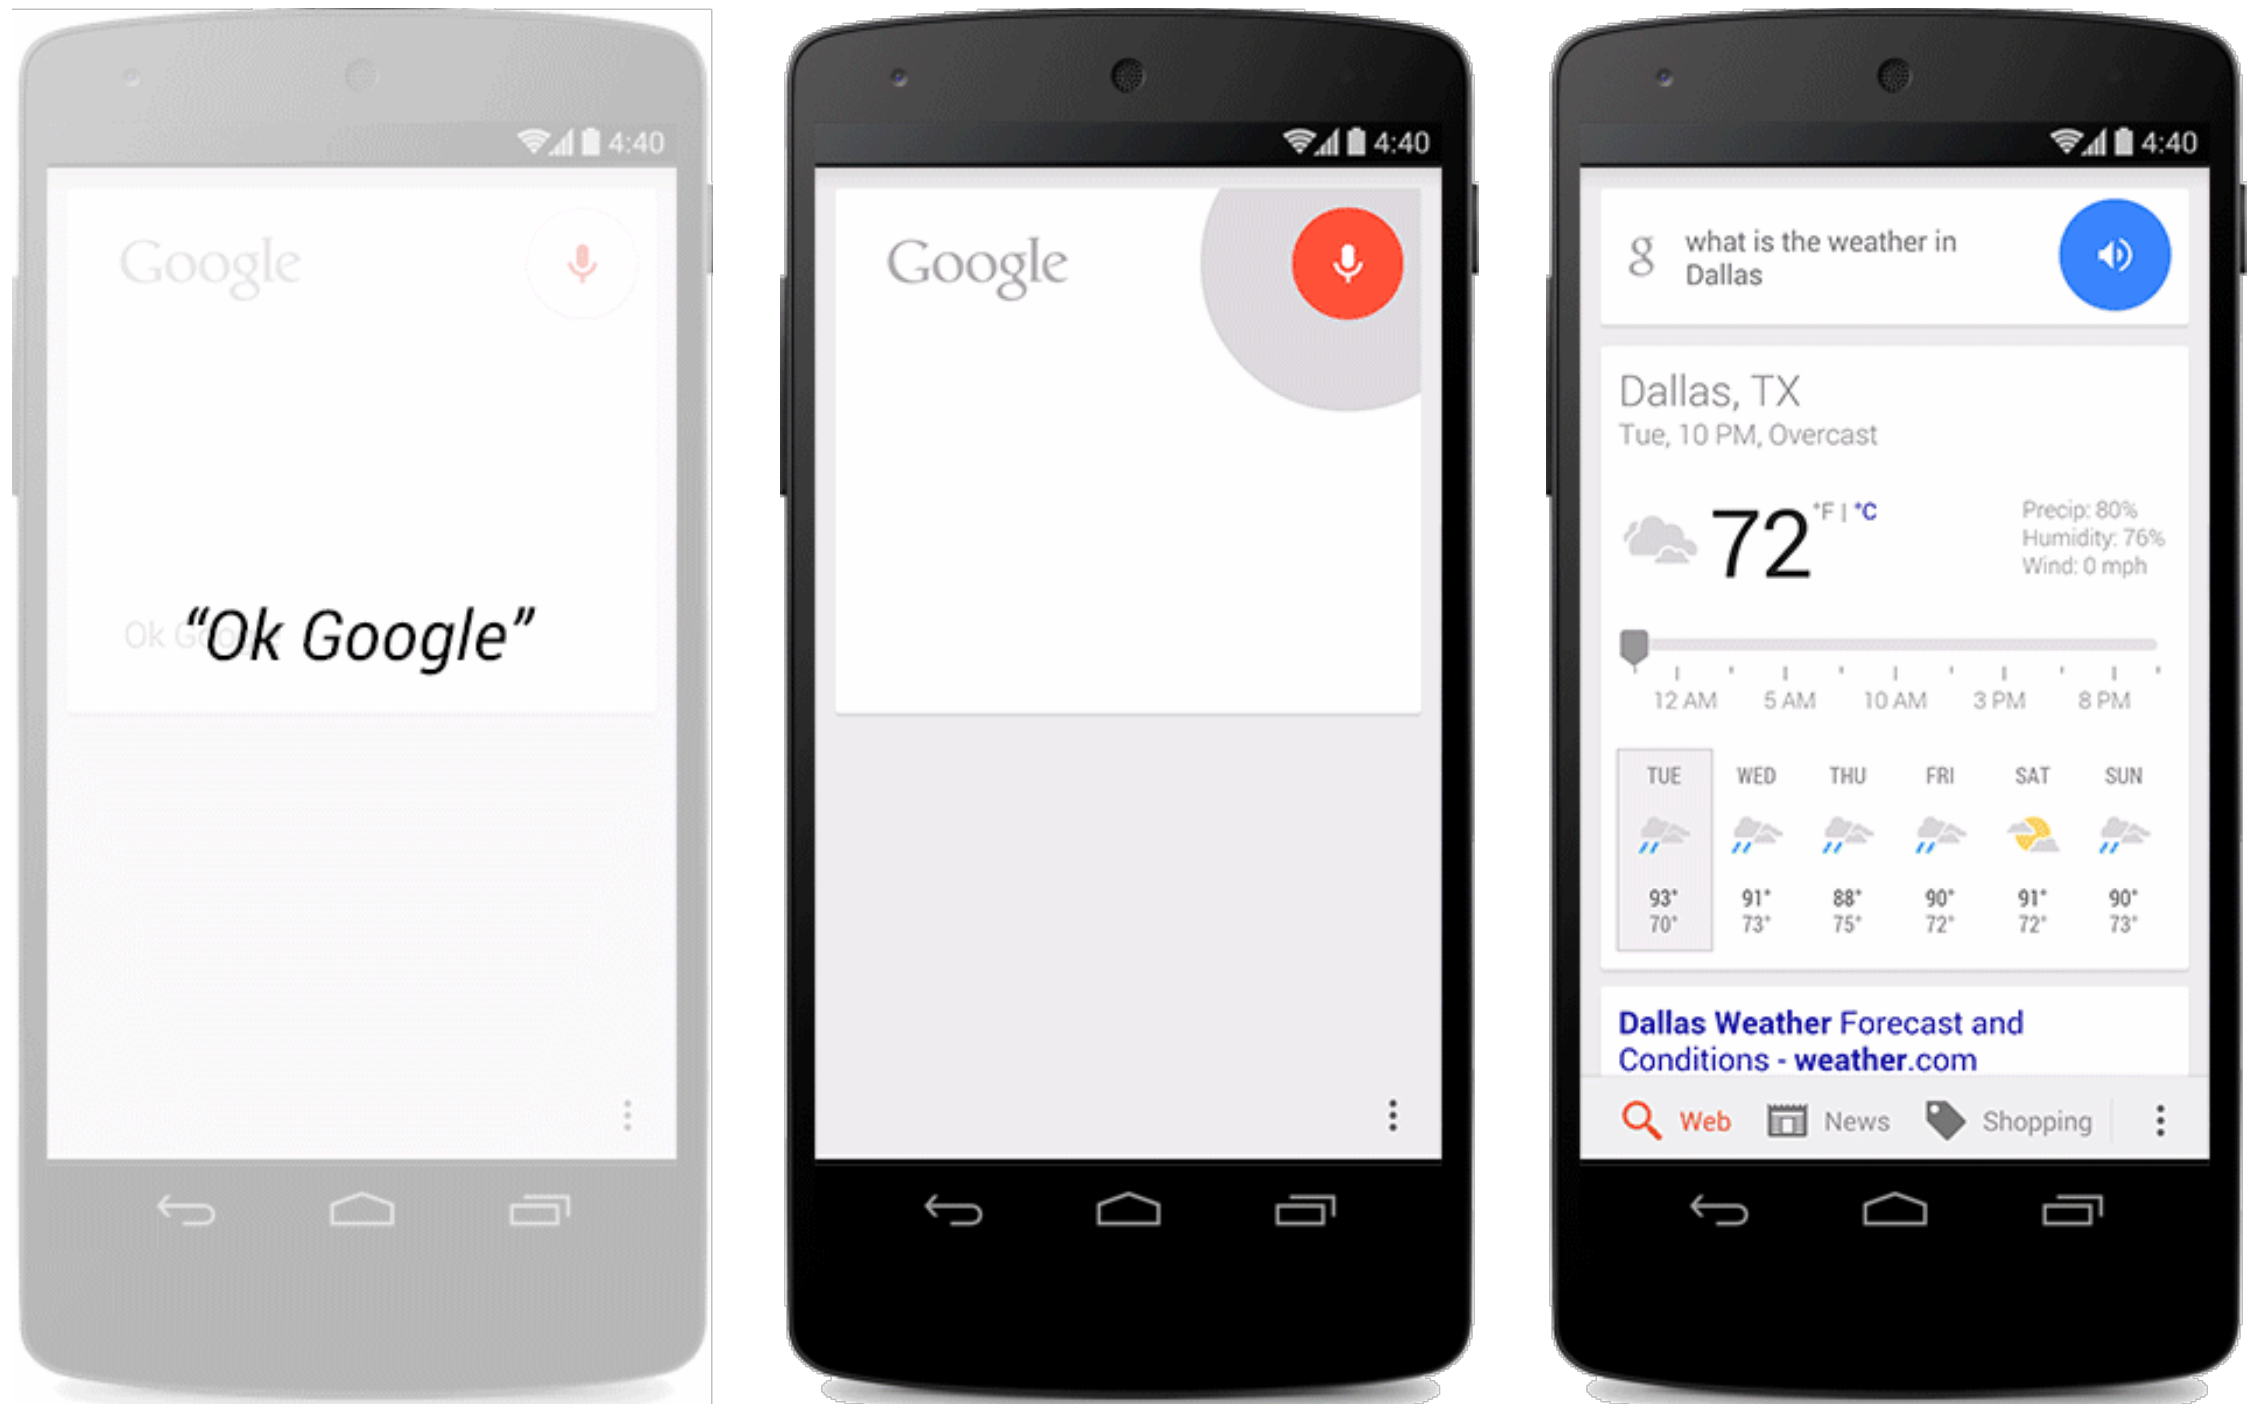 4:40
Google
Ok Google
“Ok Google”
4:40
Google
4:40
g what is the weather in
Dallas
Dallas, TX
Tue, 10 PM, Overcast
72 °F | °C
Precip: 80%
Humidity: 76%
Wind: 0 mph
12 AM 5 AM 10 AM 3 PM 8 PM
TUE WED THU FRI SAT SUN
93° 91° 88° 90° 91° 90°
70° 73° 75° 72° 72° 73°
Dallas Weather Forecast and
Conditions - weather.com
Web News Shopping